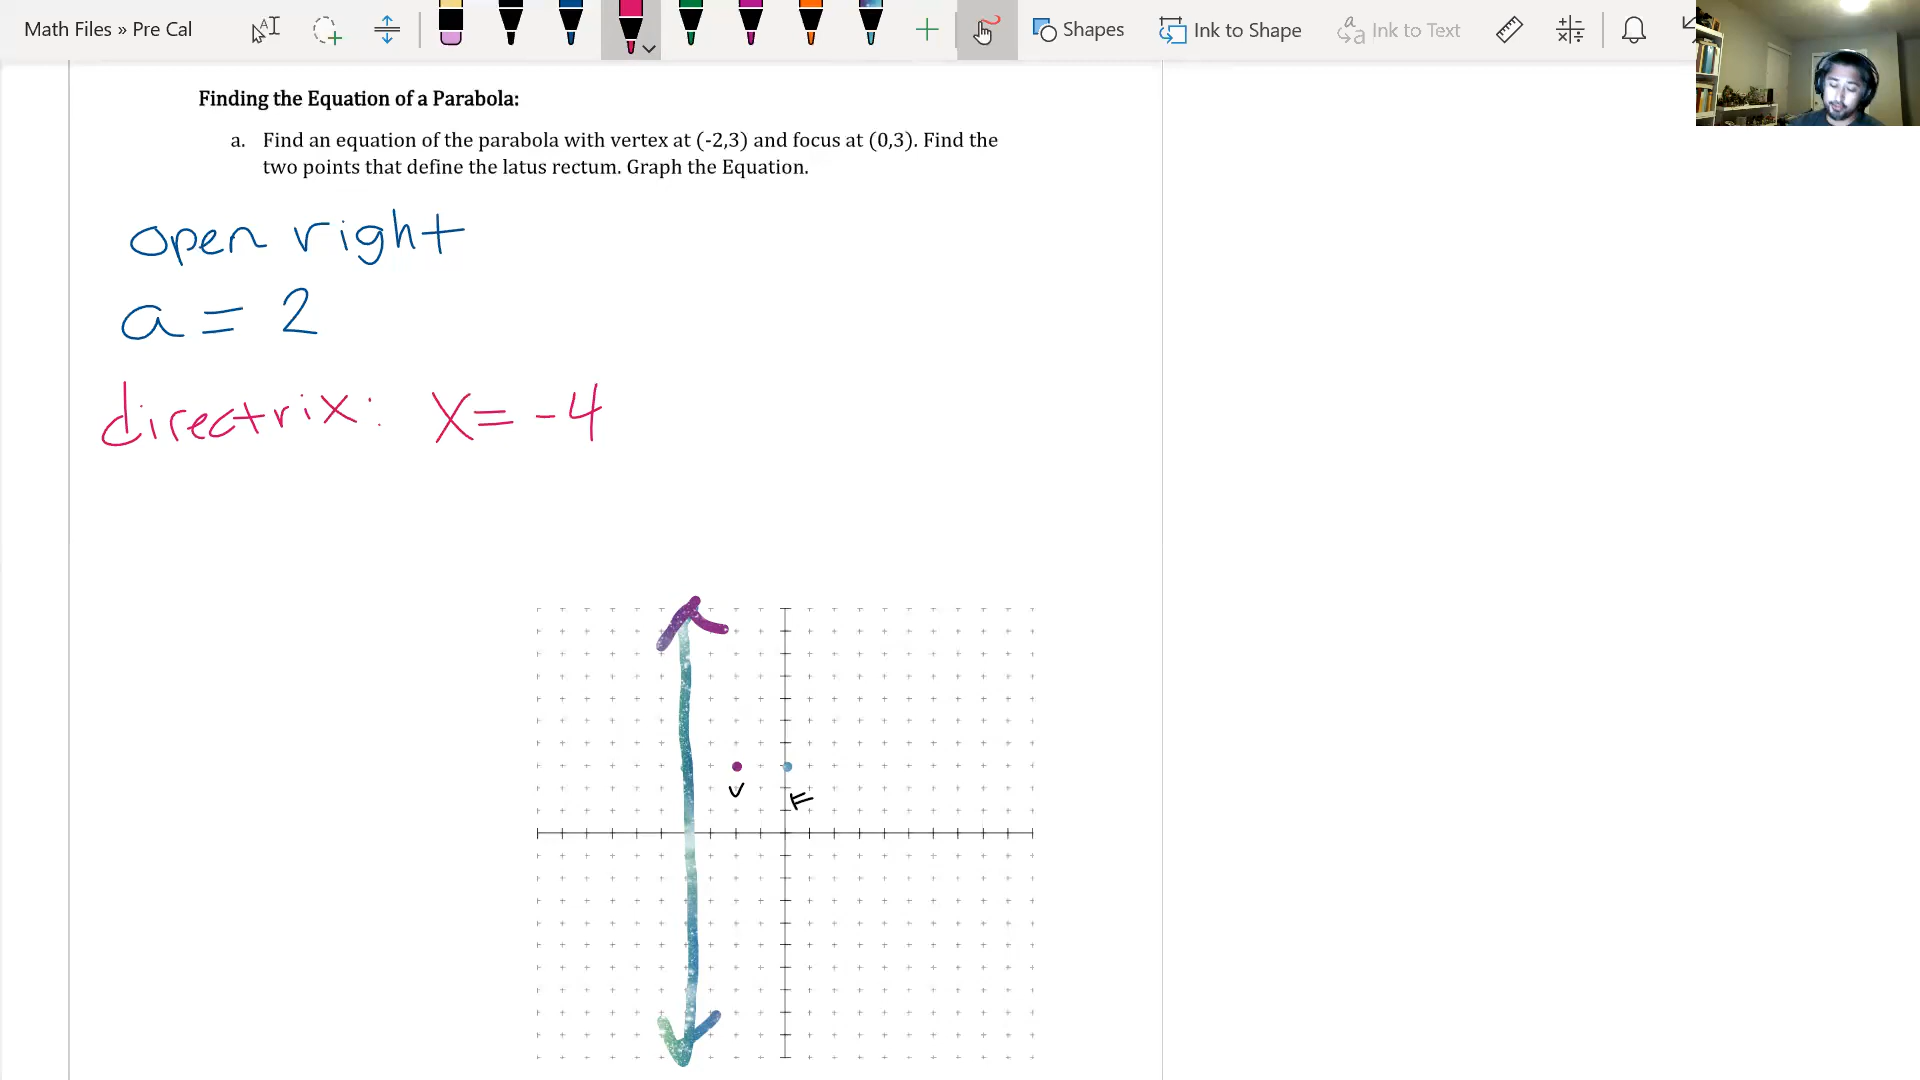 Math Files » Pre Cal
Shapes
Ink to Shape
Ink to Text
Finding the Equation of a Parabola:
a. Find an equation of the parabola with vertex at (-2,3) and focus at (0,3). Find the
two points that define the latus rectum. Graph the Equation.
open right
a = 2
directrix: x = -4
V
F